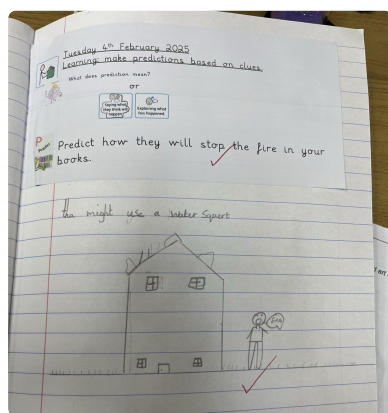 Tuesday 4th February 2025
Learning: make predictions based on clues.
What does prediction mean?
or
Saying what they think will happen
Explaining what has happened.
Predict how they will stop the fire in your
books.
might use a water Squert